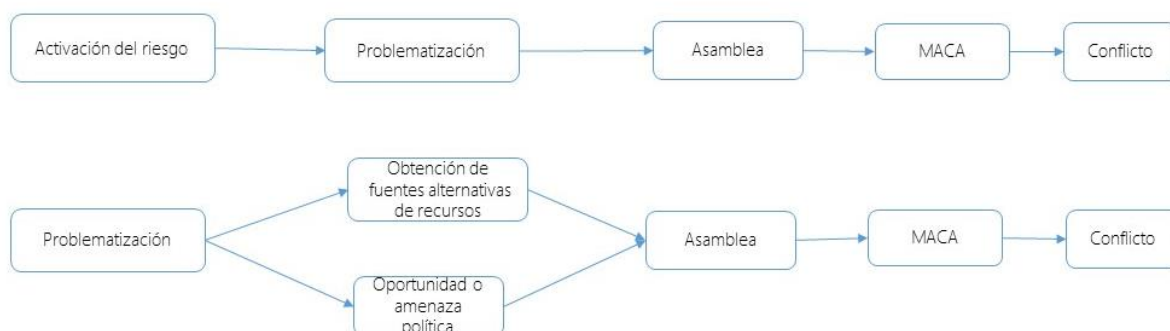 Activación del riesgo
Problematización
Asamblea
MACA
Conflicto
Obtención de
fuentes alternativas
de recursos
Problematización
Asamblea
MACA
Conflicto
Oportunidad o
amenaza
política